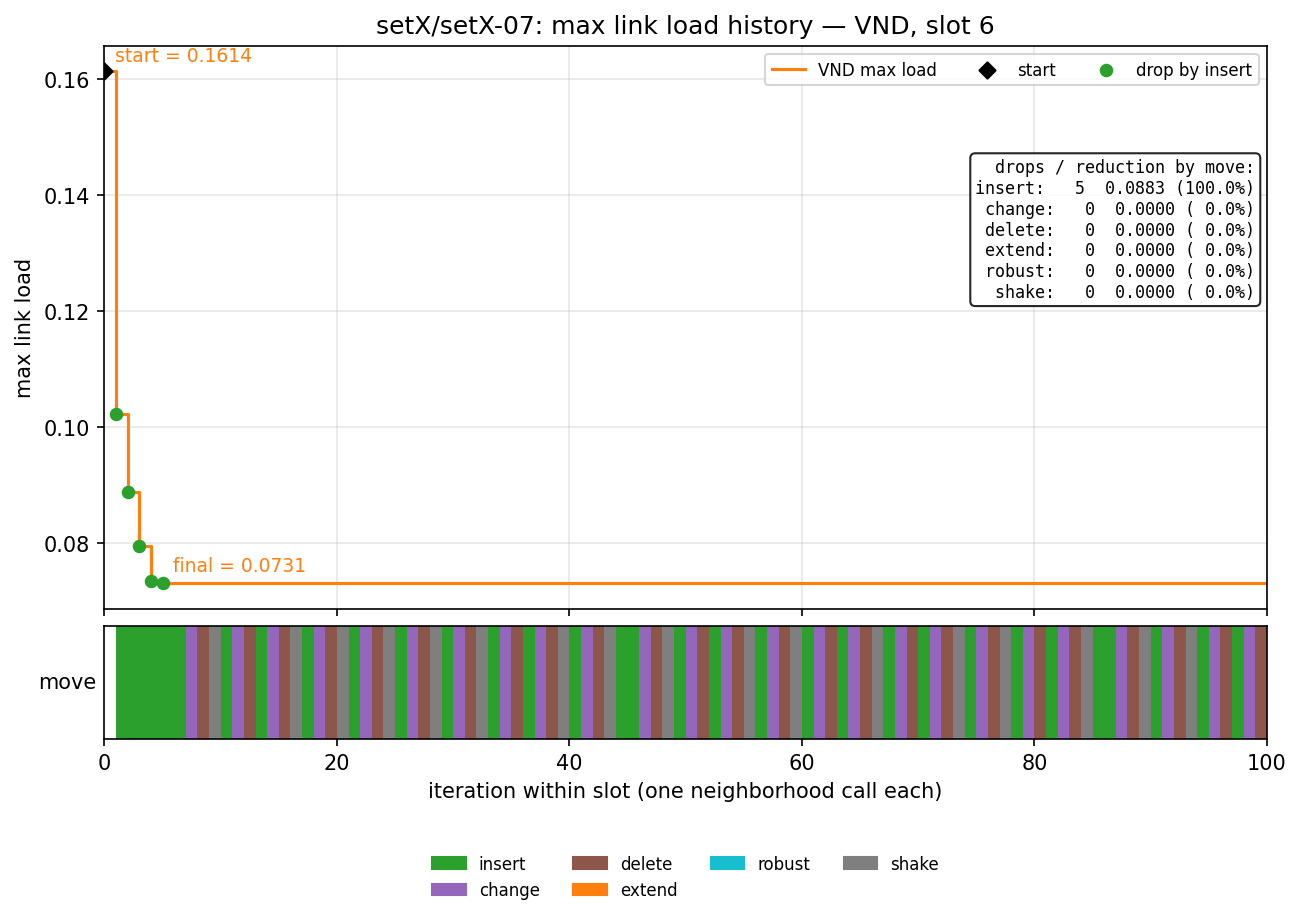 setX/setX-07: max link load history — VND, slot 6
start = 0.1614
VND max load start drop by insert
0.16
drops / reduction by move:
insert: 5 0.0883 (100.0%)
change: 0 0.0000 ( 0.0%)
delete: 0 0.0000 ( 0.0%)
extend: 0 0.0000 ( 0.0%)
robust: 0 0.0000 ( 0.0%)
shake: 0 0.0000 ( 0.0%)
0.14
0.12
0.10
0.08
max link load
final = 0.0731
move
0 20 40 60 80 100
iteration within slot (one neighborhood call each)
insert delete robust shake
change extend